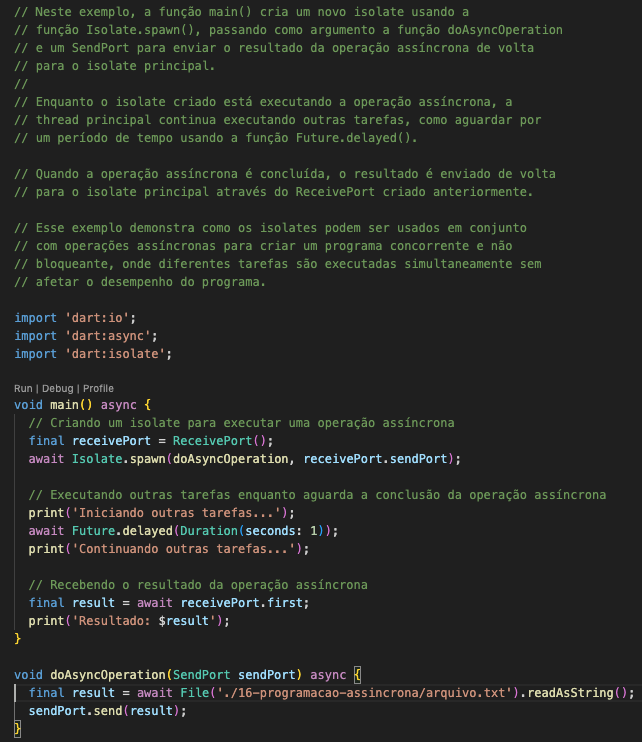 // Neste exemplo, a função main() cria um novo isolate usando a
// função Isolate.spawn(), passando como argumento a função doAsyncOperation
// e um SendPort para enviar o resultado da operação assíncrona de volta
// para o isolate principal.
//
// Enquanto o isolate criado está executando a operação assíncrona, a
// thread principal continua executando outras tarefas, como aguardar por
// um período de tempo usando a função Future.delayed().

// Quando a operação assíncrona é concluída, o resultado é enviado de volta
// para o isolate principal através do ReceivePort criado anteriormente.

// Esse exemplo demonstra como os isolates podem ser usados em conjunto
// com operações assíncronas para criar um programa concorrente e não
// bloqueante, onde diferentes tarefas são executadas simultaneamente sem
// afetar o desempenho do programa.

import 'dart:io';
import 'dart:async';
import 'dart:isolate';

Run | Debug | Profile
void main() async {
  // Criando um isolate para executar uma operação assíncrona
  final receivePort = ReceivePort();
  await Isolate.spawn(doAsyncOperation, receivePort.sendPort);

  // Executando outras tarefas enquanto aguarda a conclusão da operação assíncrona
  print('Iniciando outras tarefas...');
  await Future.delayed(Duration(seconds: 1));
  print('Continuando outras tarefas...');

  // Recebendo o resultado da operação assíncrona
  final result = await receivePort.first;
  print('Resultado: $result');
}

void doAsyncOperation(SendPort sendPort) async {
  final result = await File('./16-programacao-assincrona/arquivo.txt').readAsString();
  sendPort.send(result);
}